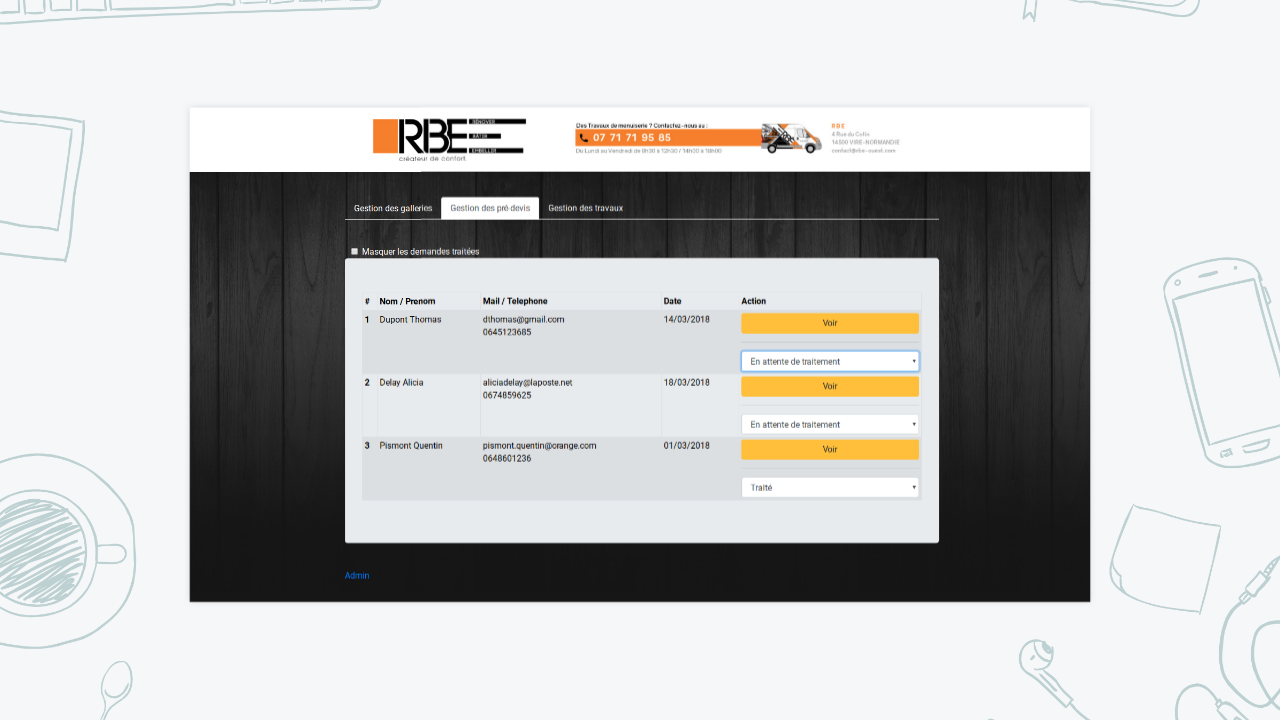 RBE
RÉNOVER
BÂTIR
EMBELLIR
créateur de confort.
Des Travaux de menuiserie ? Contactez-nous au :
07 71 71 95 85
Du Lundi au Vendredi de 8h30 à 12h30 / 14h00 à 18h00
RBE
4 Rue du Cotin
14500 VIRE-NORMANDIE
contact@rbe-ouest.com
Gestion des galleries Gestion des pré devis Gestion des travaux
Masquer les demandes traitées
# Nom / Prenom Mail / Telephone Date Action
1 Dupont Thomas dthomas@gmail.com 14/03/2018 Voir
0645123685
En attente de traitement
2 Delay Alicia aliciadelay@laposte.net 18/03/2018 Voir
0674859625
En attente de traitement
3 Pismont Quentin pismont.quentin@orange.com 01/03/2018 Voir
0648601236
Traité
Admin